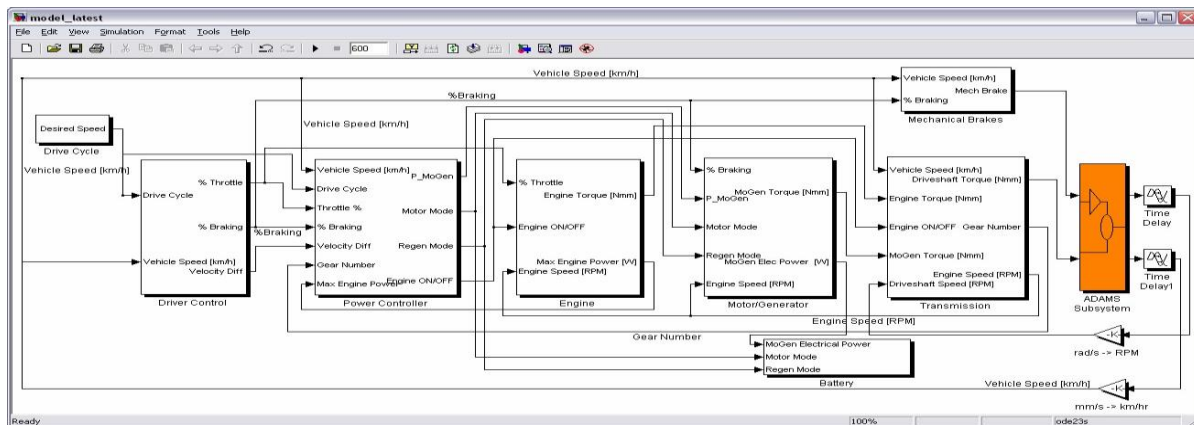 model_latest
File Edit View Simulation Format Tools Help
600
Vehicle Speed [km/h]
%Braking
Vehicle Speed [km/h]
Vehicle Speed [km/h]
Mech Brake
% Braking
Mechanical Brakes
Desired Speed
Drive Cycle
Vehicle Speed [km/h]
Drive Cycle
% Throttle
% Braking
Vehicle Speed [km/h]
Velocity Diff
Driver Control
%Braking
Vehicle Speed [km/h]
P_MoGen
Drive Cycle
Throttle %
Motor Mode
% Braking
Velocity Diff
Regen Mode
Gear Number
Max Engine Power
Engine ON/OFF
Power Controller
% Throttle
Engine Torque [Nmm]
Engine ON/OFF
Max Engine Power [W]
Engine Speed [RPM]
Engine
% Braking
MoGen Torque [Nmm]
P_MoGen
Motor Mode
Regen Mode
MoGen Elec Power [W]
Engine Speed [RPM]
Motor/Generator
Vehicle Speed [km/h]
Driveshaft Torque [Nmm]
Engine Torque [Nmm]
Engine ON/OFF
Gear Number
MoGen Torque [Nmm]
Engine Speed [RPM]
Driveshaft Speed [RPM]
Transmission
ADAMS
Subsystem
Time
Delay
Time
Delay1
Engine Speed [RPM]
Gear Number
MoGen Electrical Power
Motor Mode
Regen Mode
Battery
-K-
rad/s -> RPM
Vehicle Speed [km/h]
-K-
mm/s -> km/hr
Ready
100%
ode23s